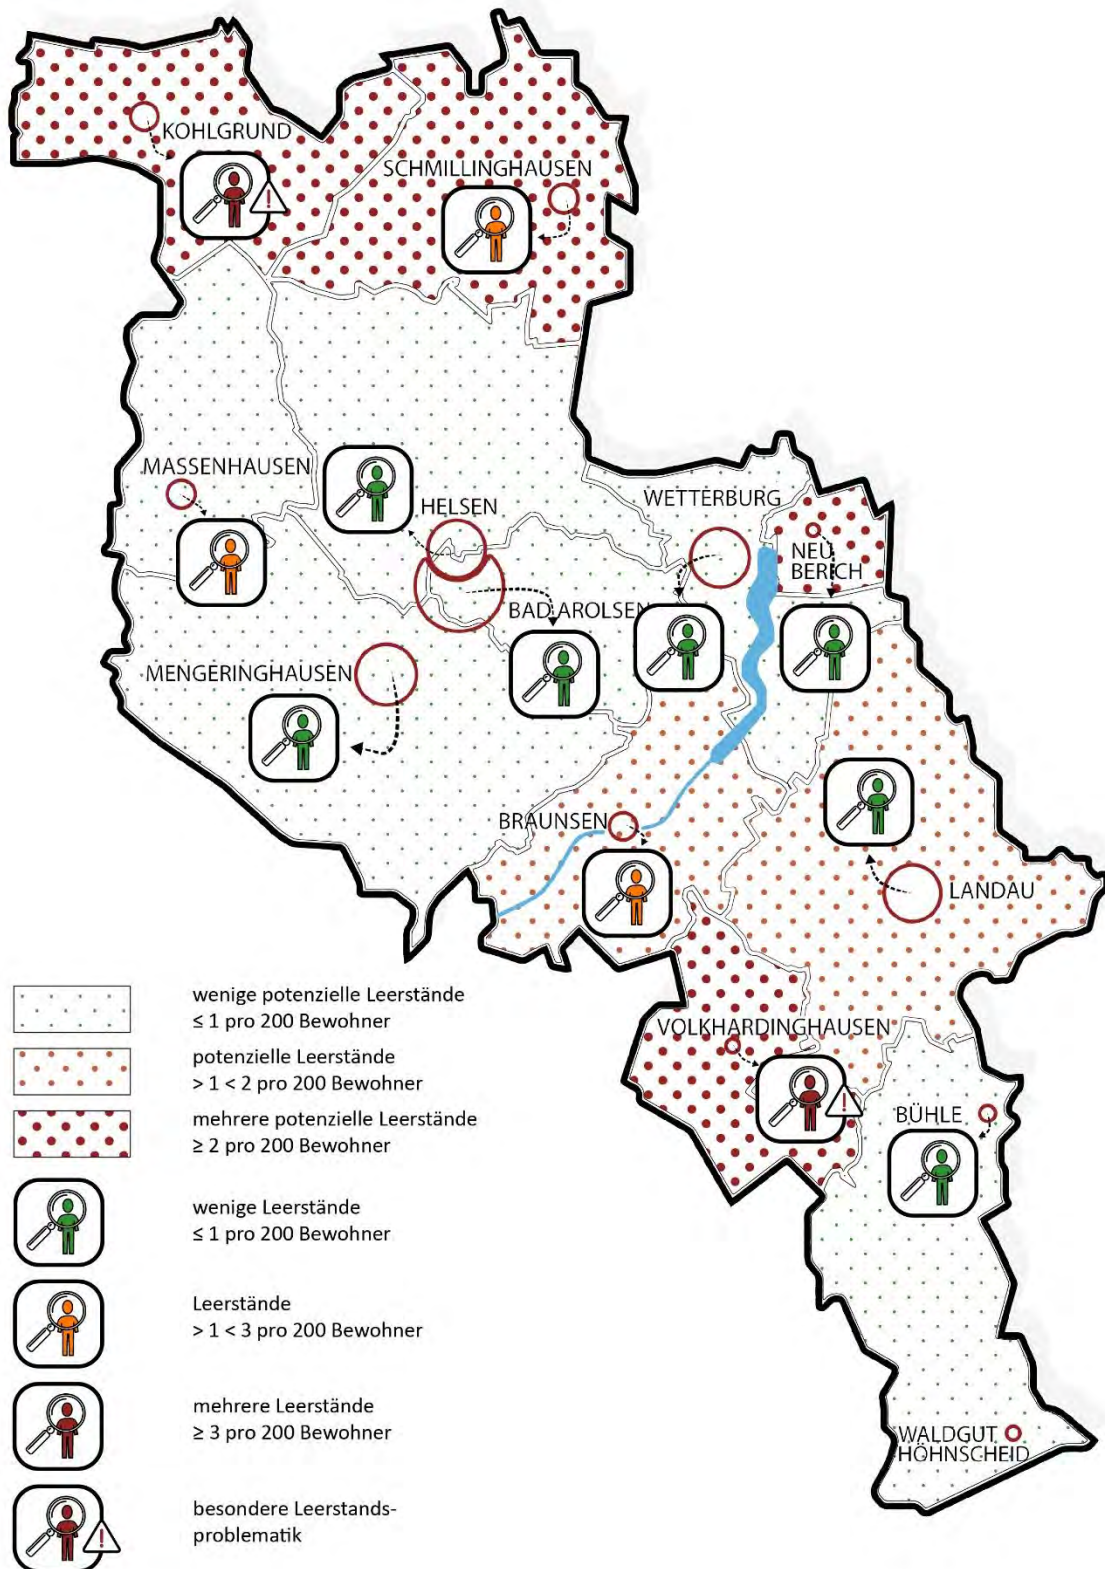 KOHLGRUND
!
SCHMILLINGHAUSEN
MASSENHAUSEN
HELSEN
WETTERBURG
NEU
BERICH
BAD AROLSEN
MENGERINGHAUSEN
BRAUNSEN
LANDAU
VOLKHARDINGHAUSEN
!
BÜHLE
WALDGUT
HÖHNSCHEID
wenige potenzielle Leerstände
≤ 1 pro 200 Bewohner
potenzielle Leerstände
> 1 < 2 pro 200 Bewohner
mehrere potenzielle Leerstände
≥ 2 pro 200 Bewohner
wenige Leerstände
≤ 1 pro 200 Bewohner
Leerstände
> 1 < 3 pro 200 Bewohner
mehrere Leerstände
≥ 3 pro 200 Bewohner
!
besondere Leerstands-
problematik